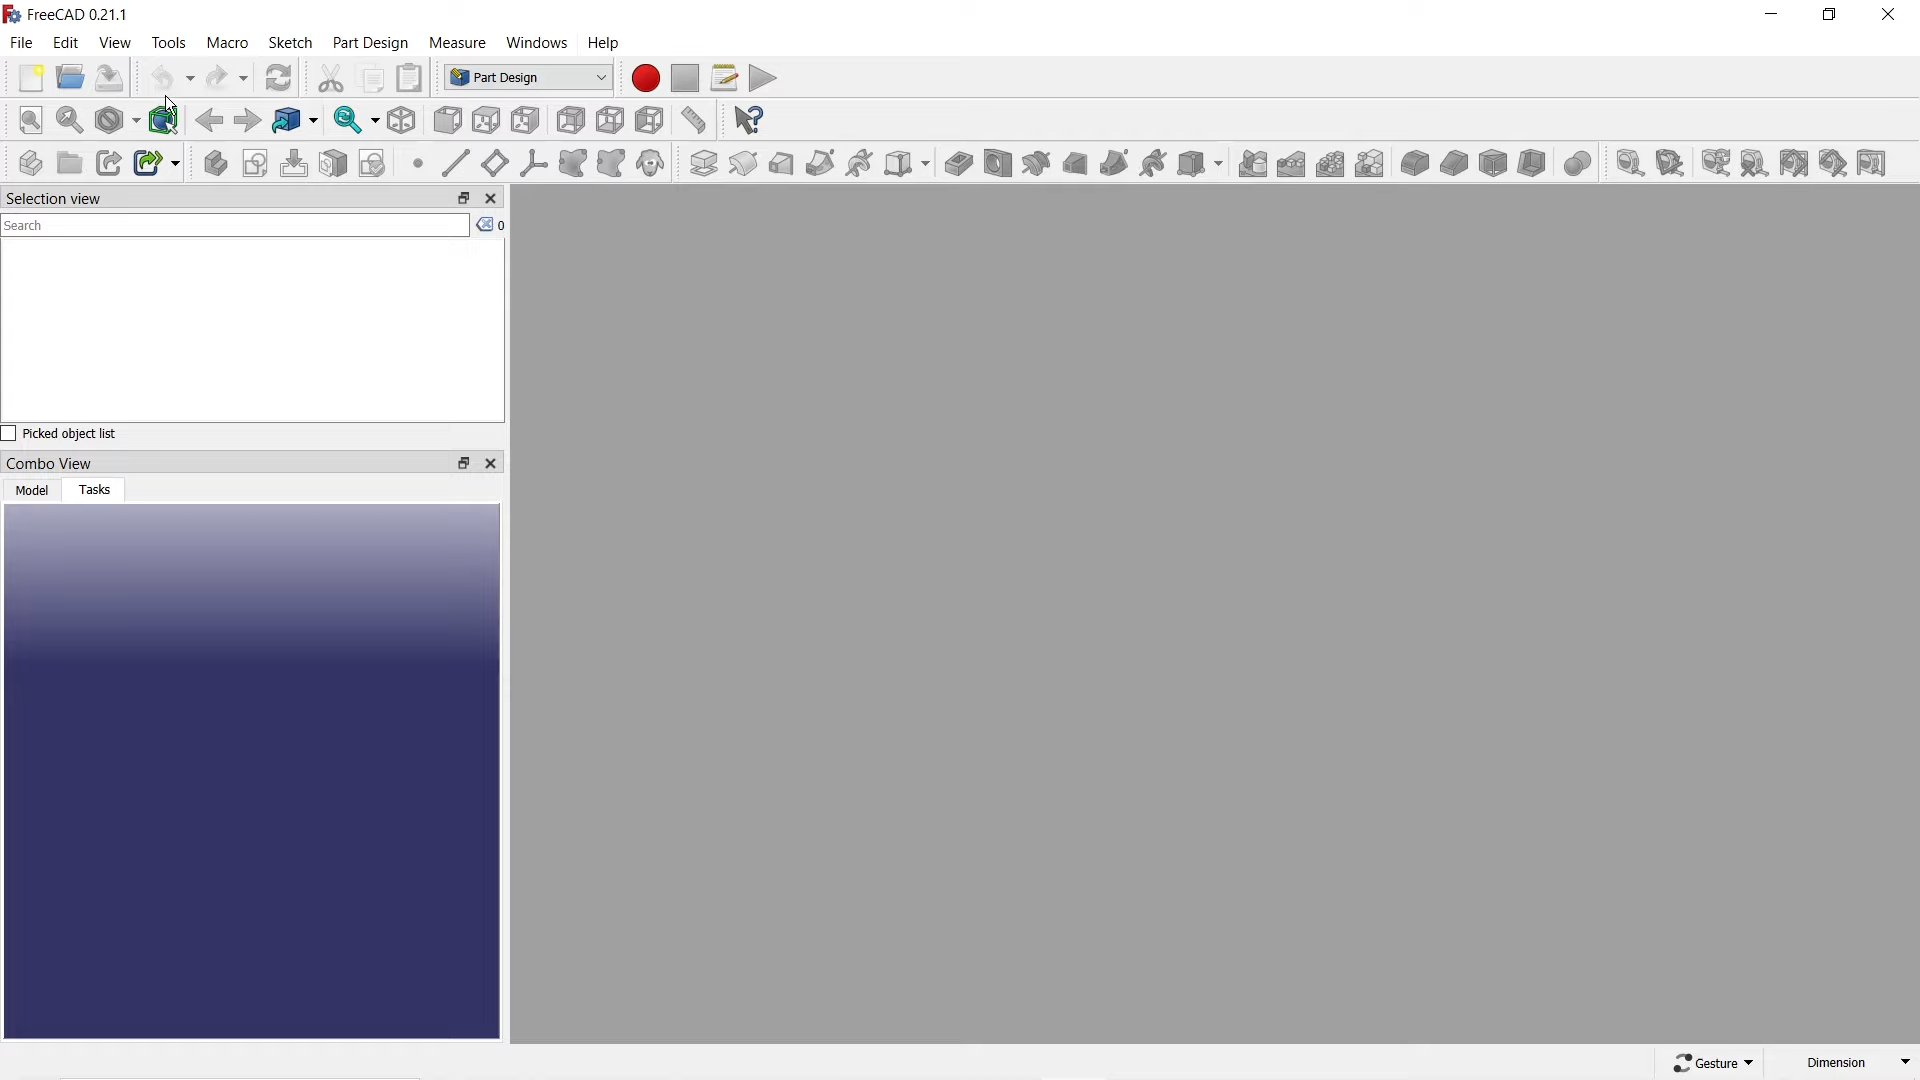 FreeCAD 0.21.1
File Edit View Tools Macro Sketch Part Design Measure Windows Help
Part Design
Selection view
Search
0
Picked object list
Combo View
Model Tasks
Gesture Dimension